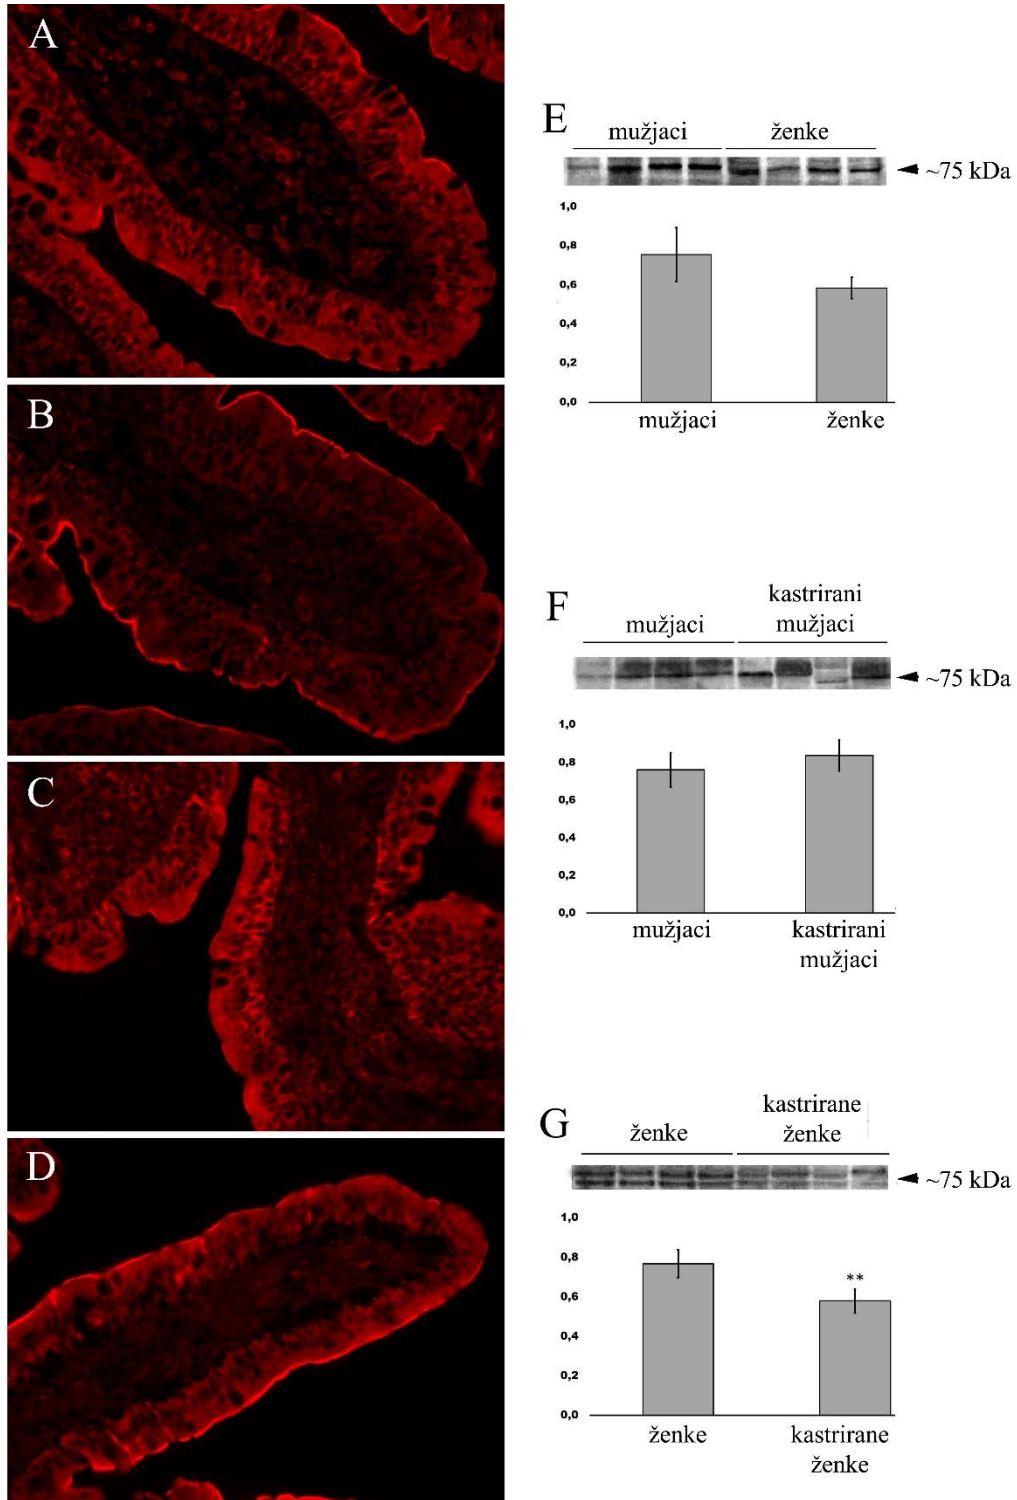 A
B
C
D
E
mužjaci ženke
~75 kDa
1,0
0,8
0,6
0,4
0,2
0,0
mužjaci ženke
F
mužjaci
kastrirani
mužjaci
~75 kDa
1,0
0,8
0,6
0,4
0,2
0,0
mužjaci
kastrirani
mužjaci
G
ženke
kastrirane
ženke
~75 kDa
1,0
0,8
**
0,6
0,4
0,2
0,0
ženke
kastrirane
ženke